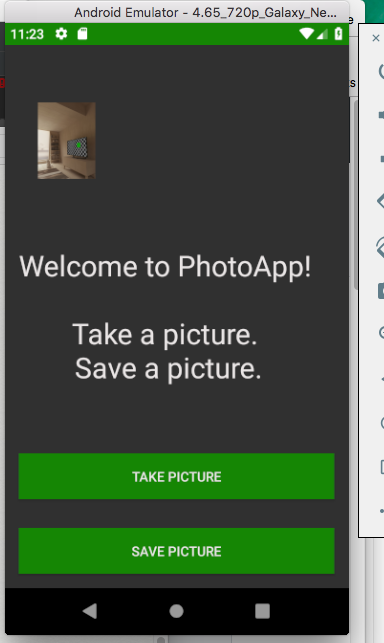 Android Emulator - 4.65_720p_Galaxy_Ne...
11:23
Welcome to PhotoApp!
Take a picture.
Save a picture.
TAKE PICTURE
SAVE PICTURE